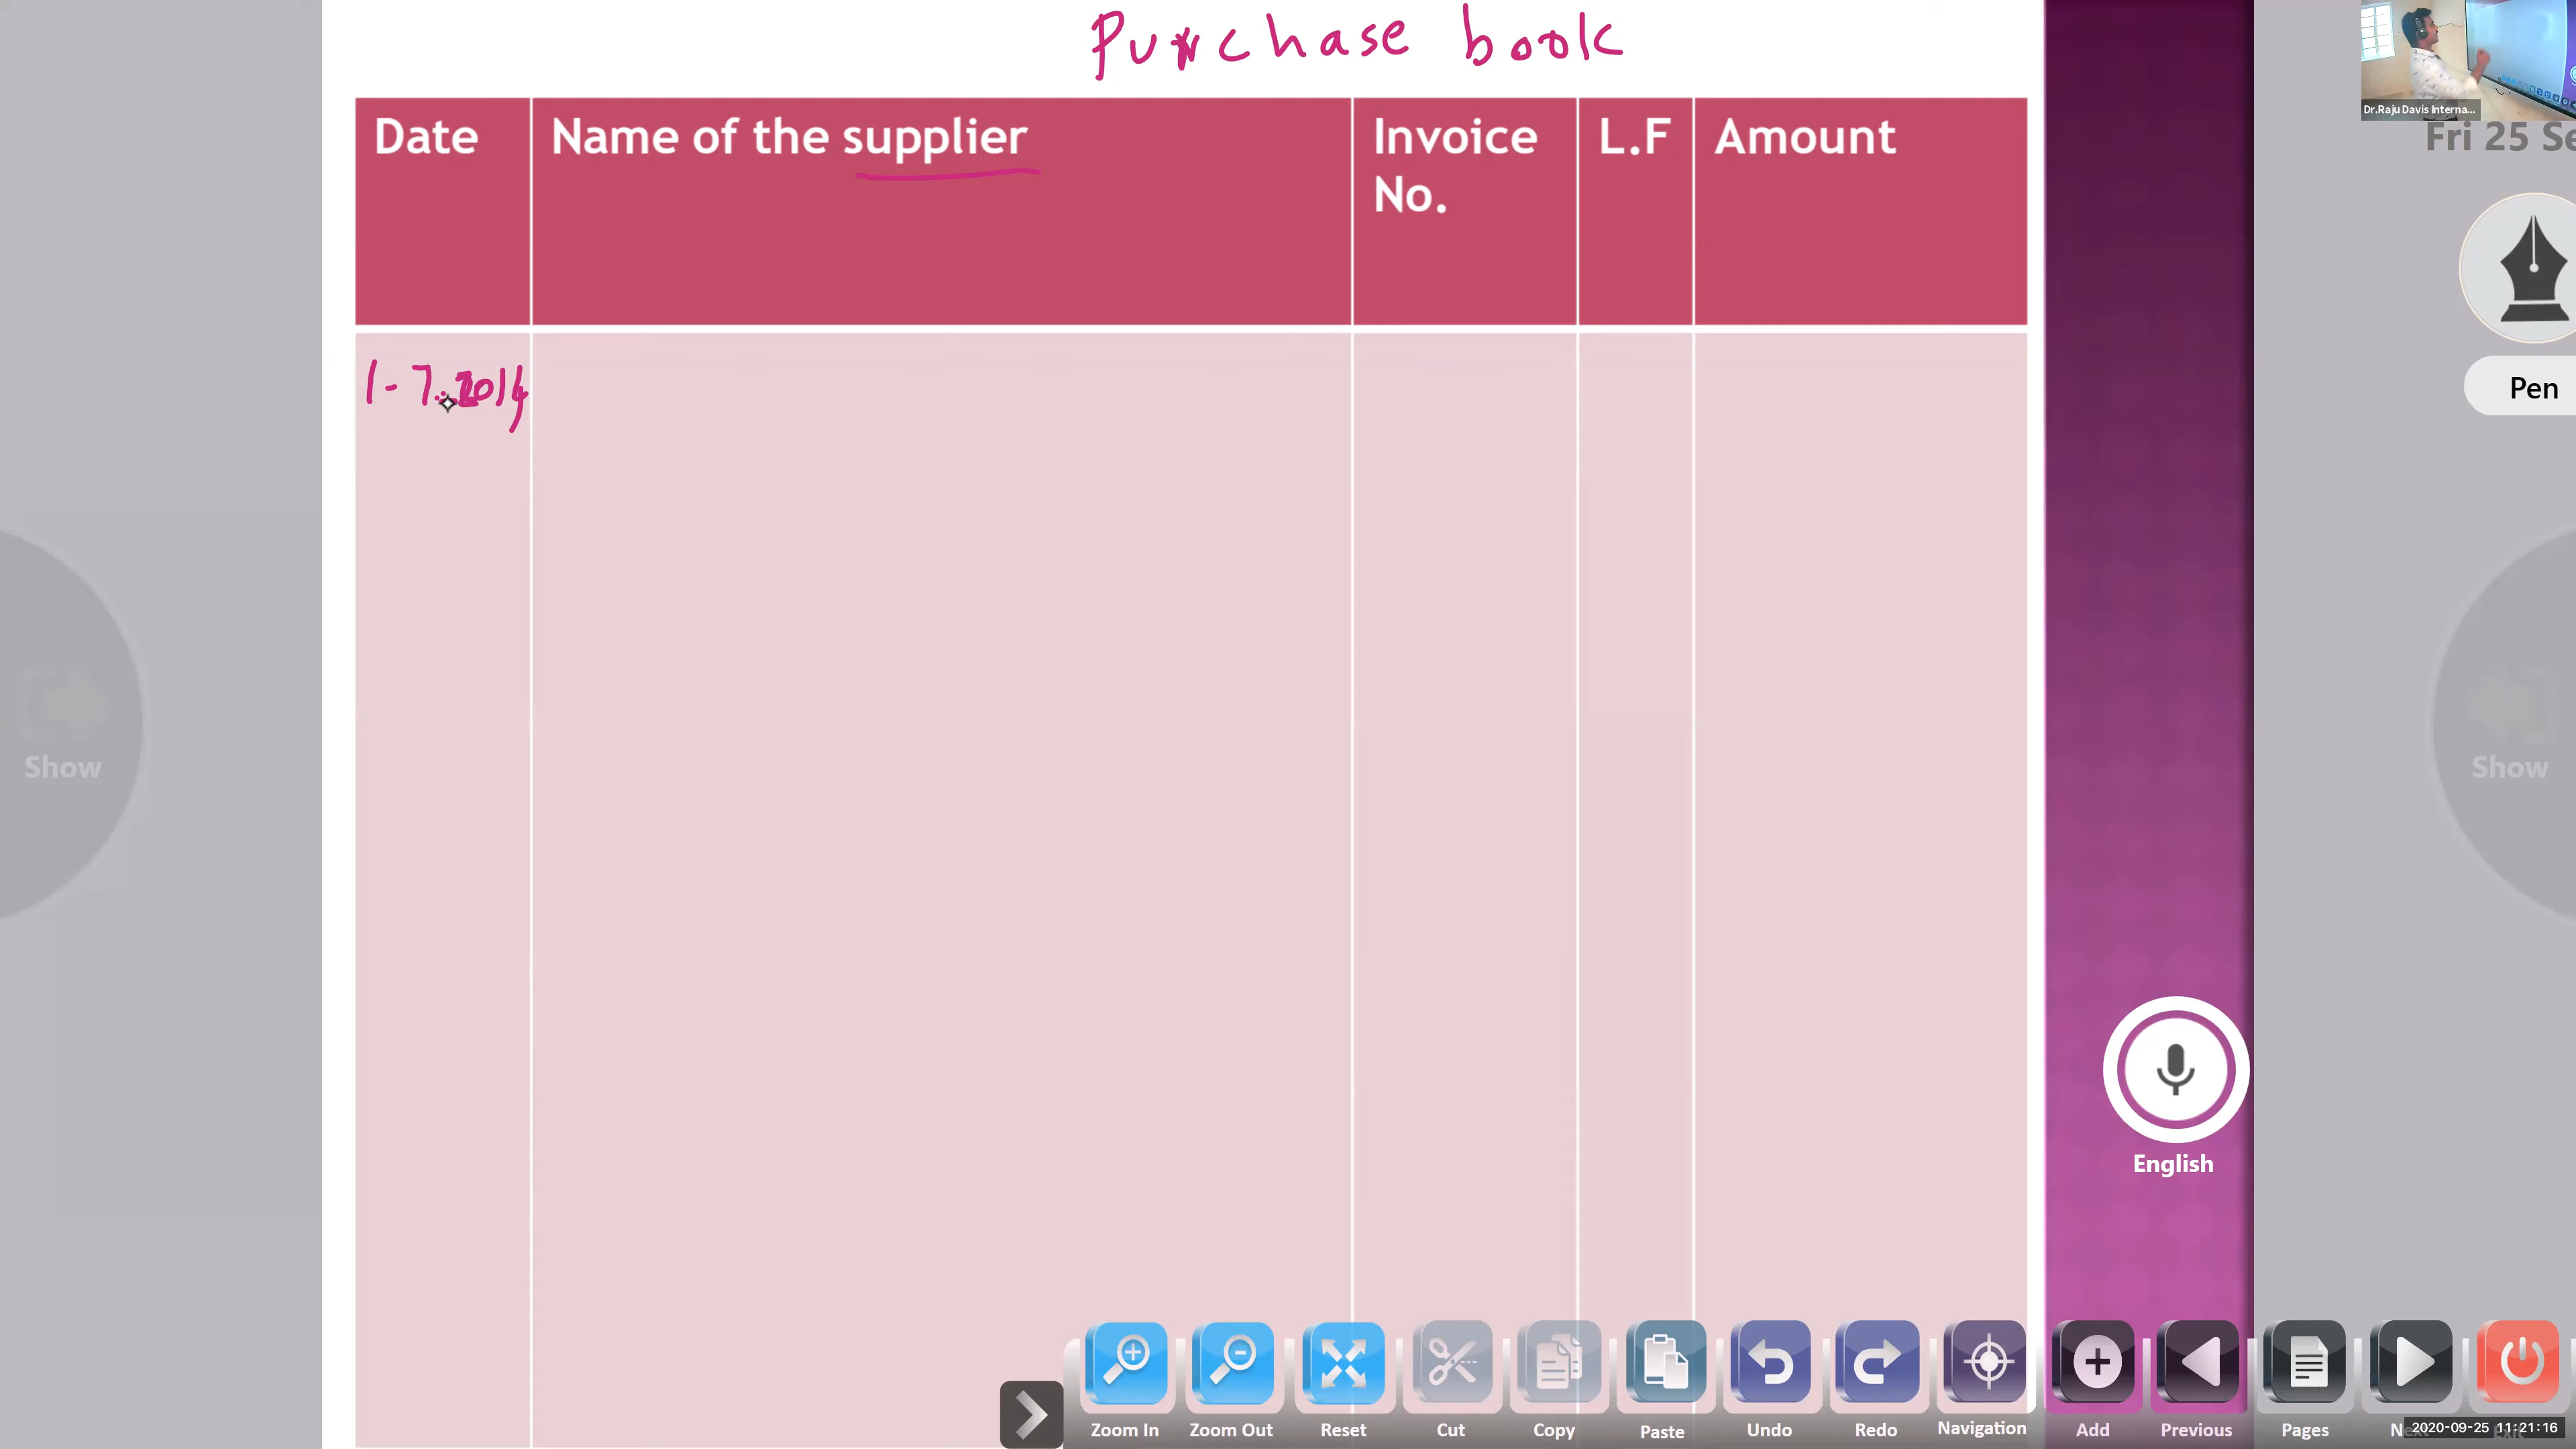 Purchase book
Dr.Raju Davis Interna...
Date Name of the supplier Invoice No. L.F Amount
Fri 25 Se
1-7.2014
Pen
Show
Show
English
Zoom In Zoom Out Reset Cut Copy Paste Undo Redo Navigation Add Previous Pages
2020-09-25 11:21:16